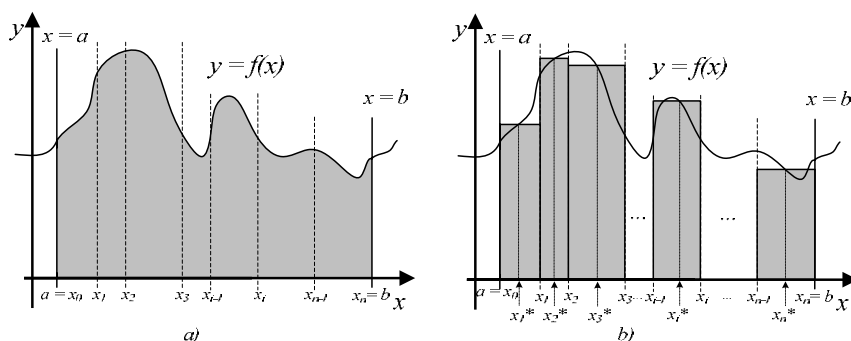 y
x = a
y = f(x)
x = b
a = x₀ x₁ x₂ x₃ xᵢ₋₁ xᵢ xₙ₋₁ xₙ = b x
a)
y
x = a
y = f(x)
x = b
... ...
a = x₀ x₁ x₂ x₃ ... xᵢ₋₁ xᵢ ... xₙ₋₁ xₙ = b x
x₁* x₂* x₃* xᵢ* xₙ*
b)